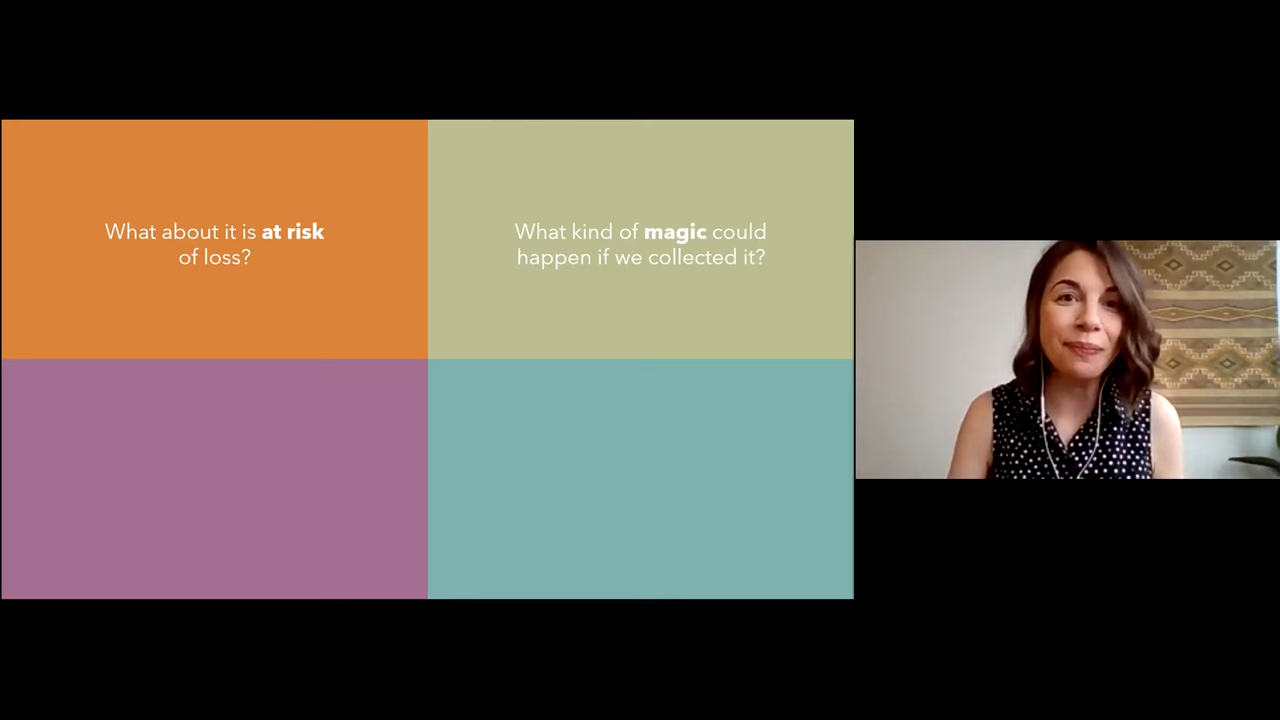 What about it is at risk
of loss?
What kind of magic could
happen if we collected it?